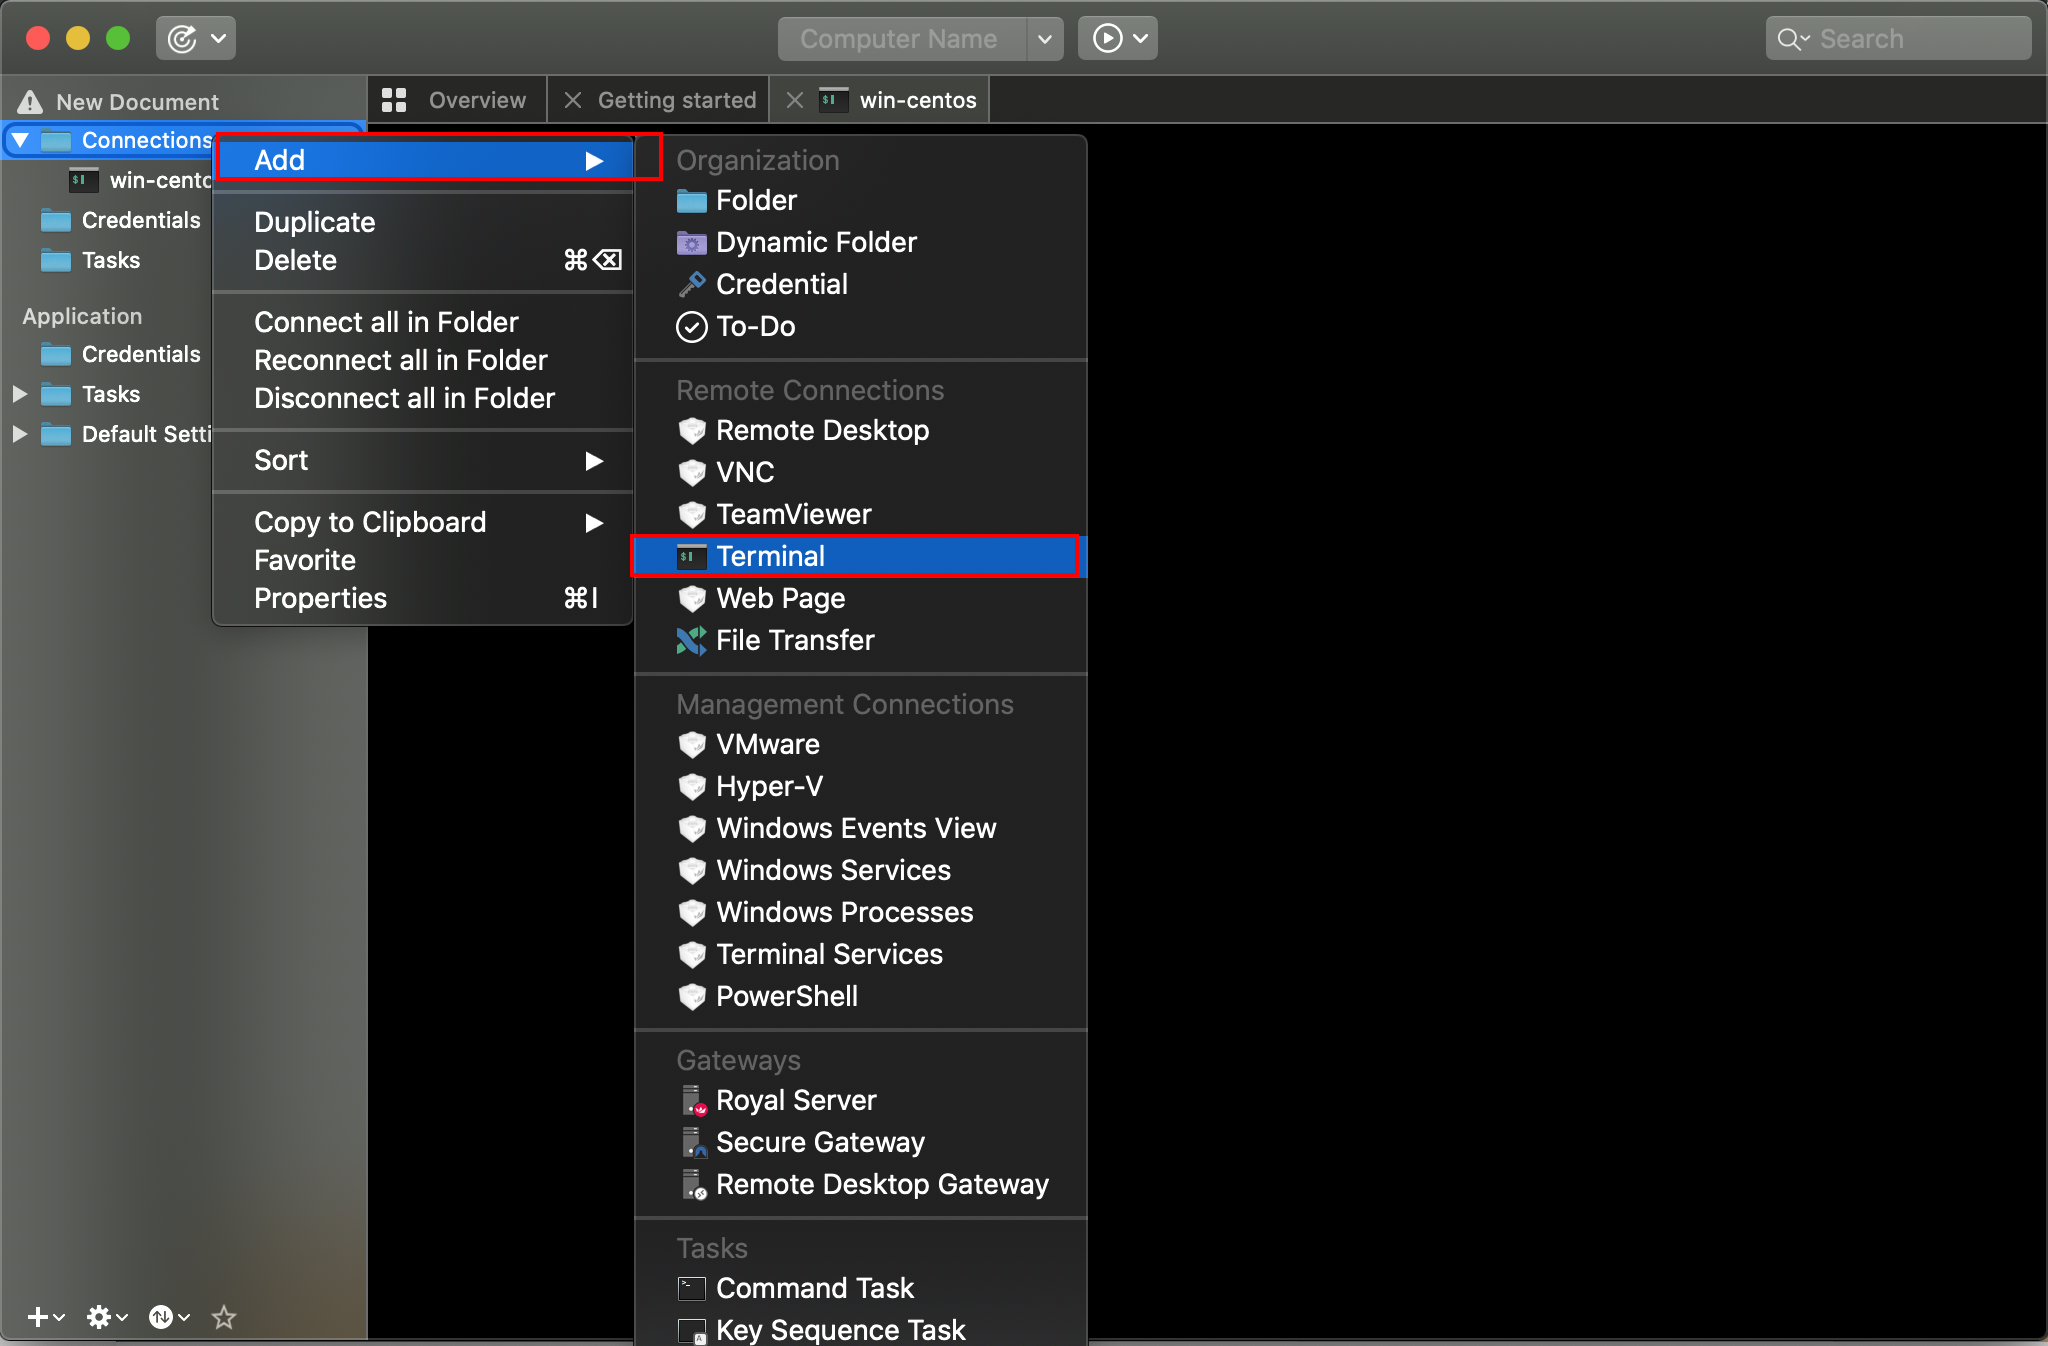 Computer Name
Search
New Document
Overview
Getting started
win-centos
Connections
win-cento
Credentials
Tasks
Application
Credentials
Tasks
Default Setti
Add
Duplicate
Delete ⌘⌫
Connect all in Folder
Reconnect all in Folder
Disconnect all in Folder
Sort
Copy to Clipboard
Favorite
Properties ⌘I
Organization
Folder
Dynamic Folder
Credential
To-Do
Remote Connections
Remote Desktop
VNC
TeamViewer
Terminal
Web Page
File Transfer
Management Connections
VMware
Hyper-V
Windows Events View
Windows Services
Windows Processes
Terminal Services
PowerShell
Gateways
Royal Server
Secure Gateway
Remote Desktop Gateway
Tasks
Command Task
Key Sequence Task